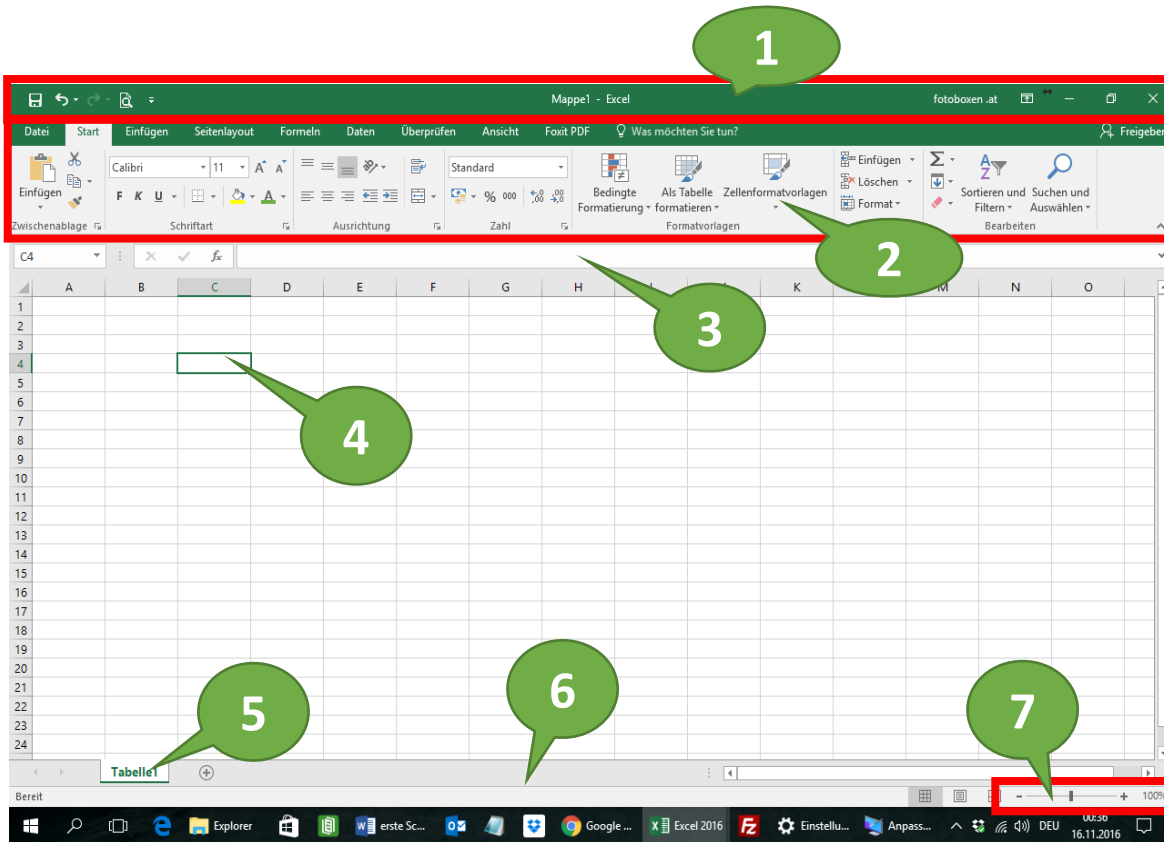 1
Mappe1 - Excel
fotoboxen .at
Datei Start Einfügen Seitenlayout Formeln Daten Überprüfen Ansicht Foxit PDF Was möchten Sie tun? Freigeben
Calibri 11 Standard
Einfügen
F K U A % 000
Bedingte Formatierung
Als Tabelle formatieren
Zellenformatvorlagen
Einfügen
Löschen
Format
Sortieren und Filtern
Suchen und Auswählen
Zwischenablage Schriftart Ausrichtung Zahl Formatvorlagen Bearbeiten
2
C4 fx
3
A B C D E F G H K M N O
1
2
3
4
5
6
7
8
9
10
11
12
13
14
15
16
17
18
19
20
21
22
23
24
4
5
6
7
Tabelle1
Bereit 100%
Explorer erste Sc... Google ... Excel 2016 Einstellu... Anpass... DEU 00:36
16.11.2016